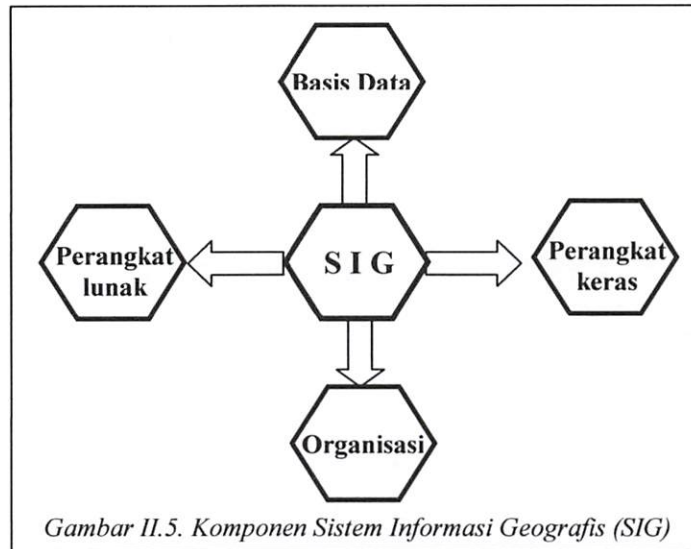 Basis Data
Perangkat
lunak
S I G
Perangkat
keras
Organisasi
Gambar II.5. Komponen Sistem Informasi Geografis (SIG)